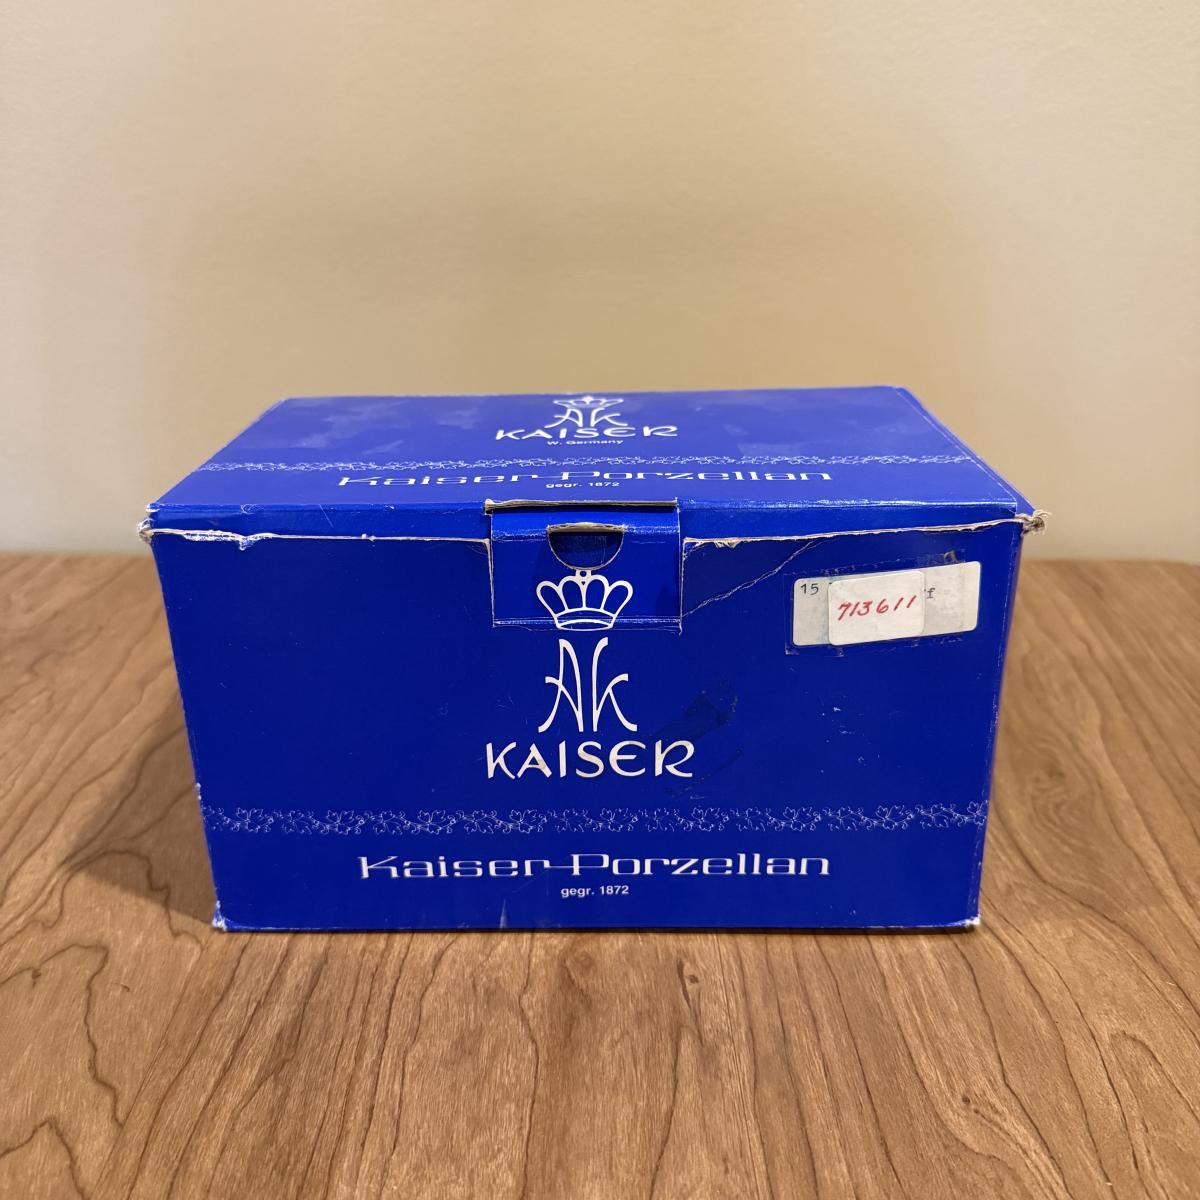 AK
KAISER
W. Germany
Kaiser-Porzellan
gegr. 1872
15
713611
f
AK
KAISER
Kaiser-Porzellan
gegr. 1872